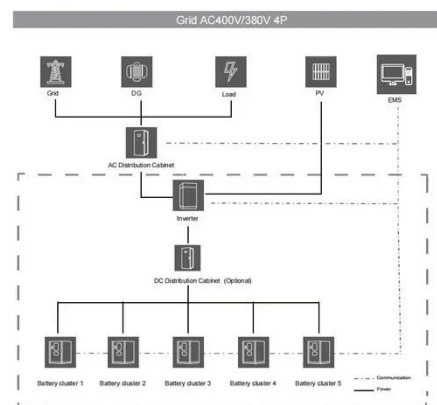 Grid AC400V/380V 4P
Grid
DG
Load
PV
EMS
AC Distribution Cabinet
Inverter
DC Distribution Cabinet (Optional)
Battery cluster 1
Battery cluster 2
Battery cluster 3
Battery cluster 4
Battery cluster 5
Communication
Power